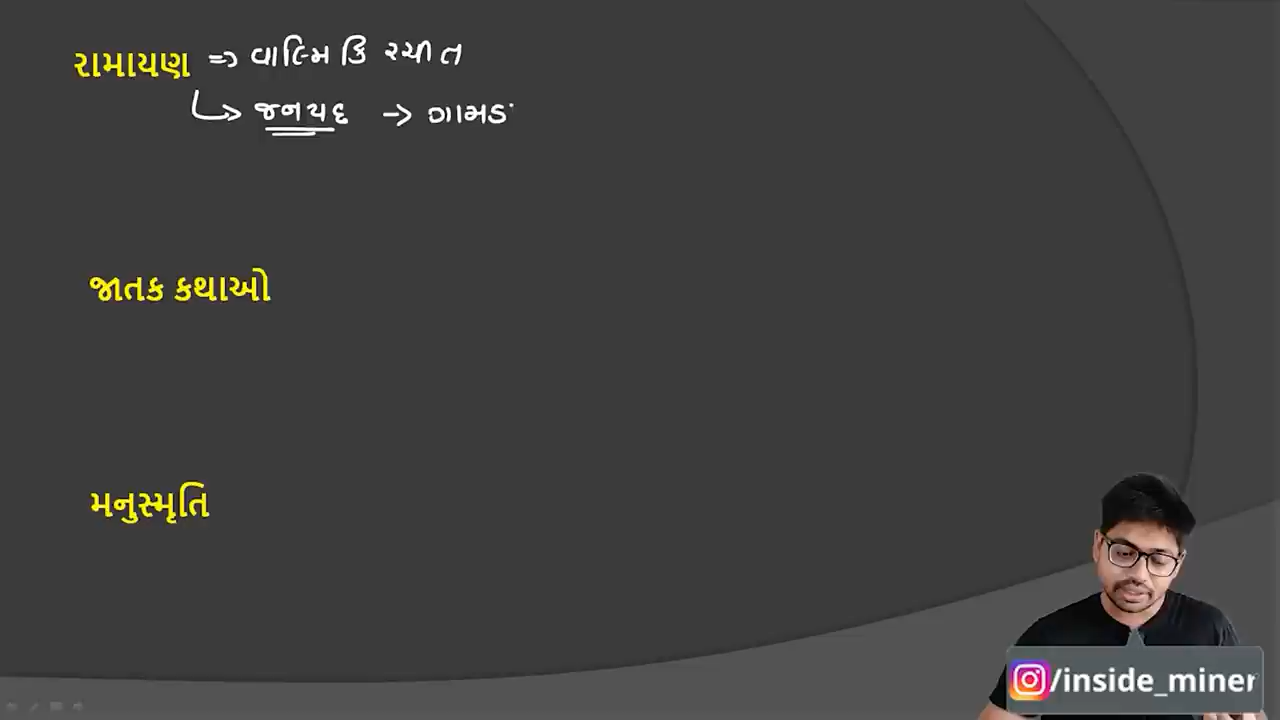 રામાયણ => વાલ્મિકિ રચીત
↳ જનપદ -> ગામડ
જાતક કથાઓ
મનુસ્મૃતિ
/inside_miner